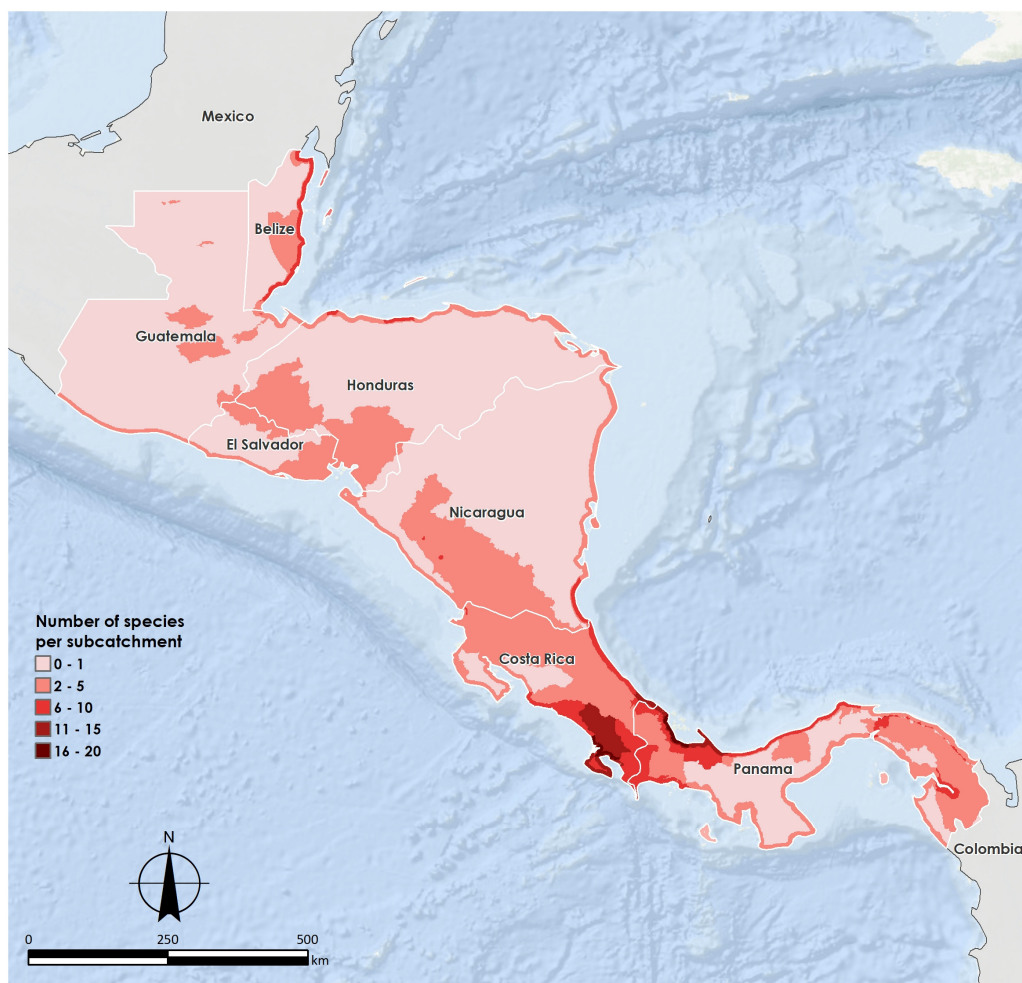 Mexico
Belize
Guatemala
Honduras
El Salvador
Nicaragua
Number of species
per subcatchment
0 - 1
2 - 5
6 - 10
11 - 15
16 - 20
Costa Rica
Panama
Colombia
N
0 250 500
km